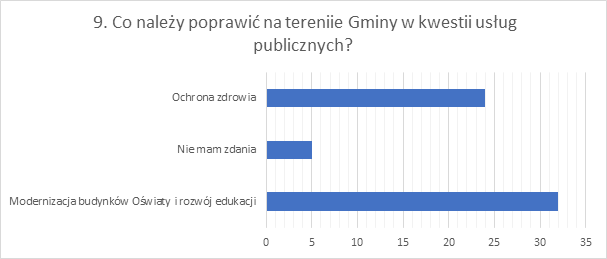 9. Co należy poprawić na tereniie Gminy w kwestii usług
publicznych?
Ochrona zdrowia
Nie mam zdania
Modernizacja budynków Oświaty i rozwój edukacji
0 5 10 15 20 25 30 35